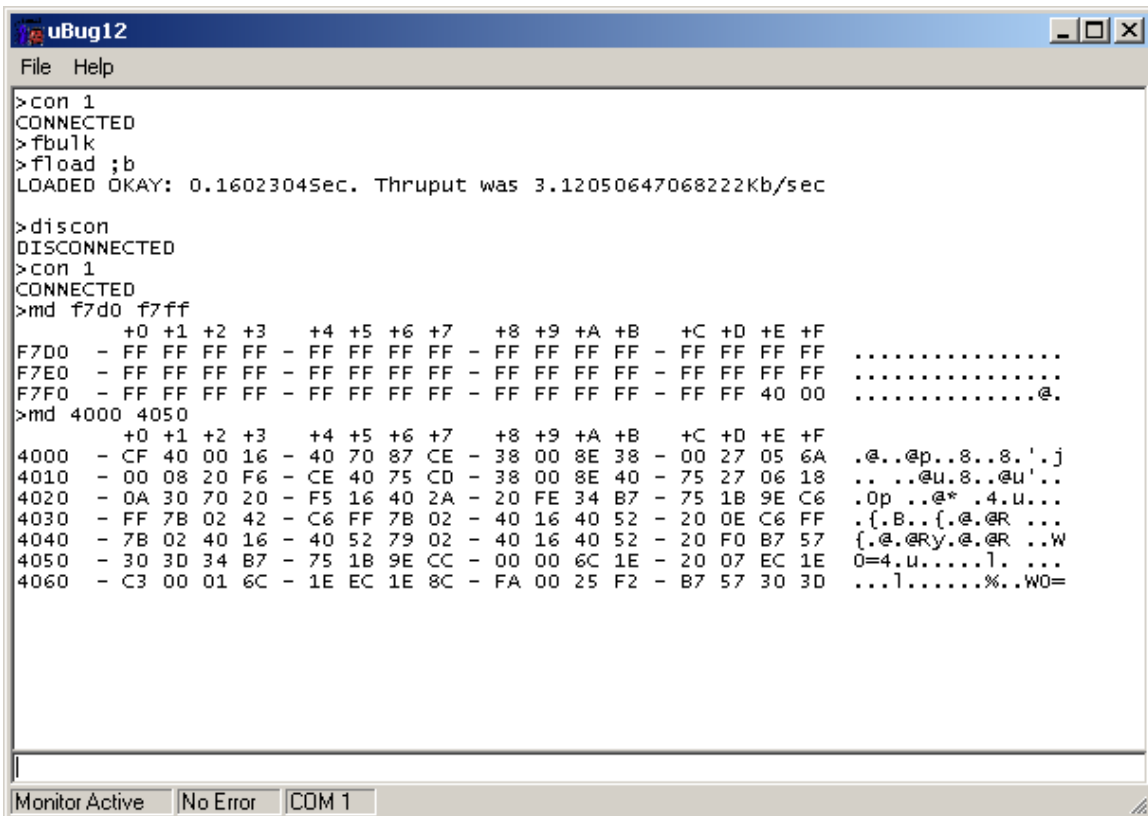 uBug12
File Help
>con 1
CONNECTED
>fbulk
>fload ;b
LOADED OKAY: 0.1602304Sec. Thruput was 3.12050647068222Kb/sec
>discon
DISCONNECTED
>con 1
CONNECTED
>md f7d0 f7ff
+0 +1 +2 +3 +4 +5 +6 +7 +8 +9 +A +B +C +D +E +F
F7D0 - FF FF FF FF - FF FF FF FF - FF FF FF FF - FF FF FF FF ................
F7E0 - FF FF FF FF - FF FF FF FF - FF FF FF FF - FF FF FF FF ................
F7F0 - FF FF FF FF - FF FF FF FF - FF FF FF FF - FF FF 40 00 ..............@.
>md 4000 4050
+0 +1 +2 +3 +4 +5 +6 +7 +8 +9 +A +B +C +D +E +F
4000 - CF 40 00 16 - 40 70 87 CE - 38 00 8E 38 - 00 27 05 6A .@..@p..8..8.'.j
4010 - 00 08 20 F6 - CE 40 75 CD - 38 00 8E 40 - 75 27 06 18 .. ..@u.8..@u'..
4020 - 0A 30 70 20 - F5 16 40 2A - 20 FE 34 B7 - 75 1B 9E C6 .0p ..@* .4.u...
4030 - FF 7B 02 42 - C6 FF 7B 02 - 40 16 40 52 - 20 0E C6 FF .{.B..{.@.@R ...
4040 - 7B 02 40 16 - 40 52 79 02 - 40 16 40 52 - 20 F0 B7 57 {.@.@Ry.@.@R ..W
4050 - 30 3D 34 B7 - 75 1B 9E CC - 00 00 6C 1E - 20 07 EC 1E 0=4.u.....l. ...
4060 - C3 00 01 6C - 1E EC 1E 8C - FA 00 25 F2 - B7 57 30 3D ...l......%..W0=
Monitor Active No Error COM 1